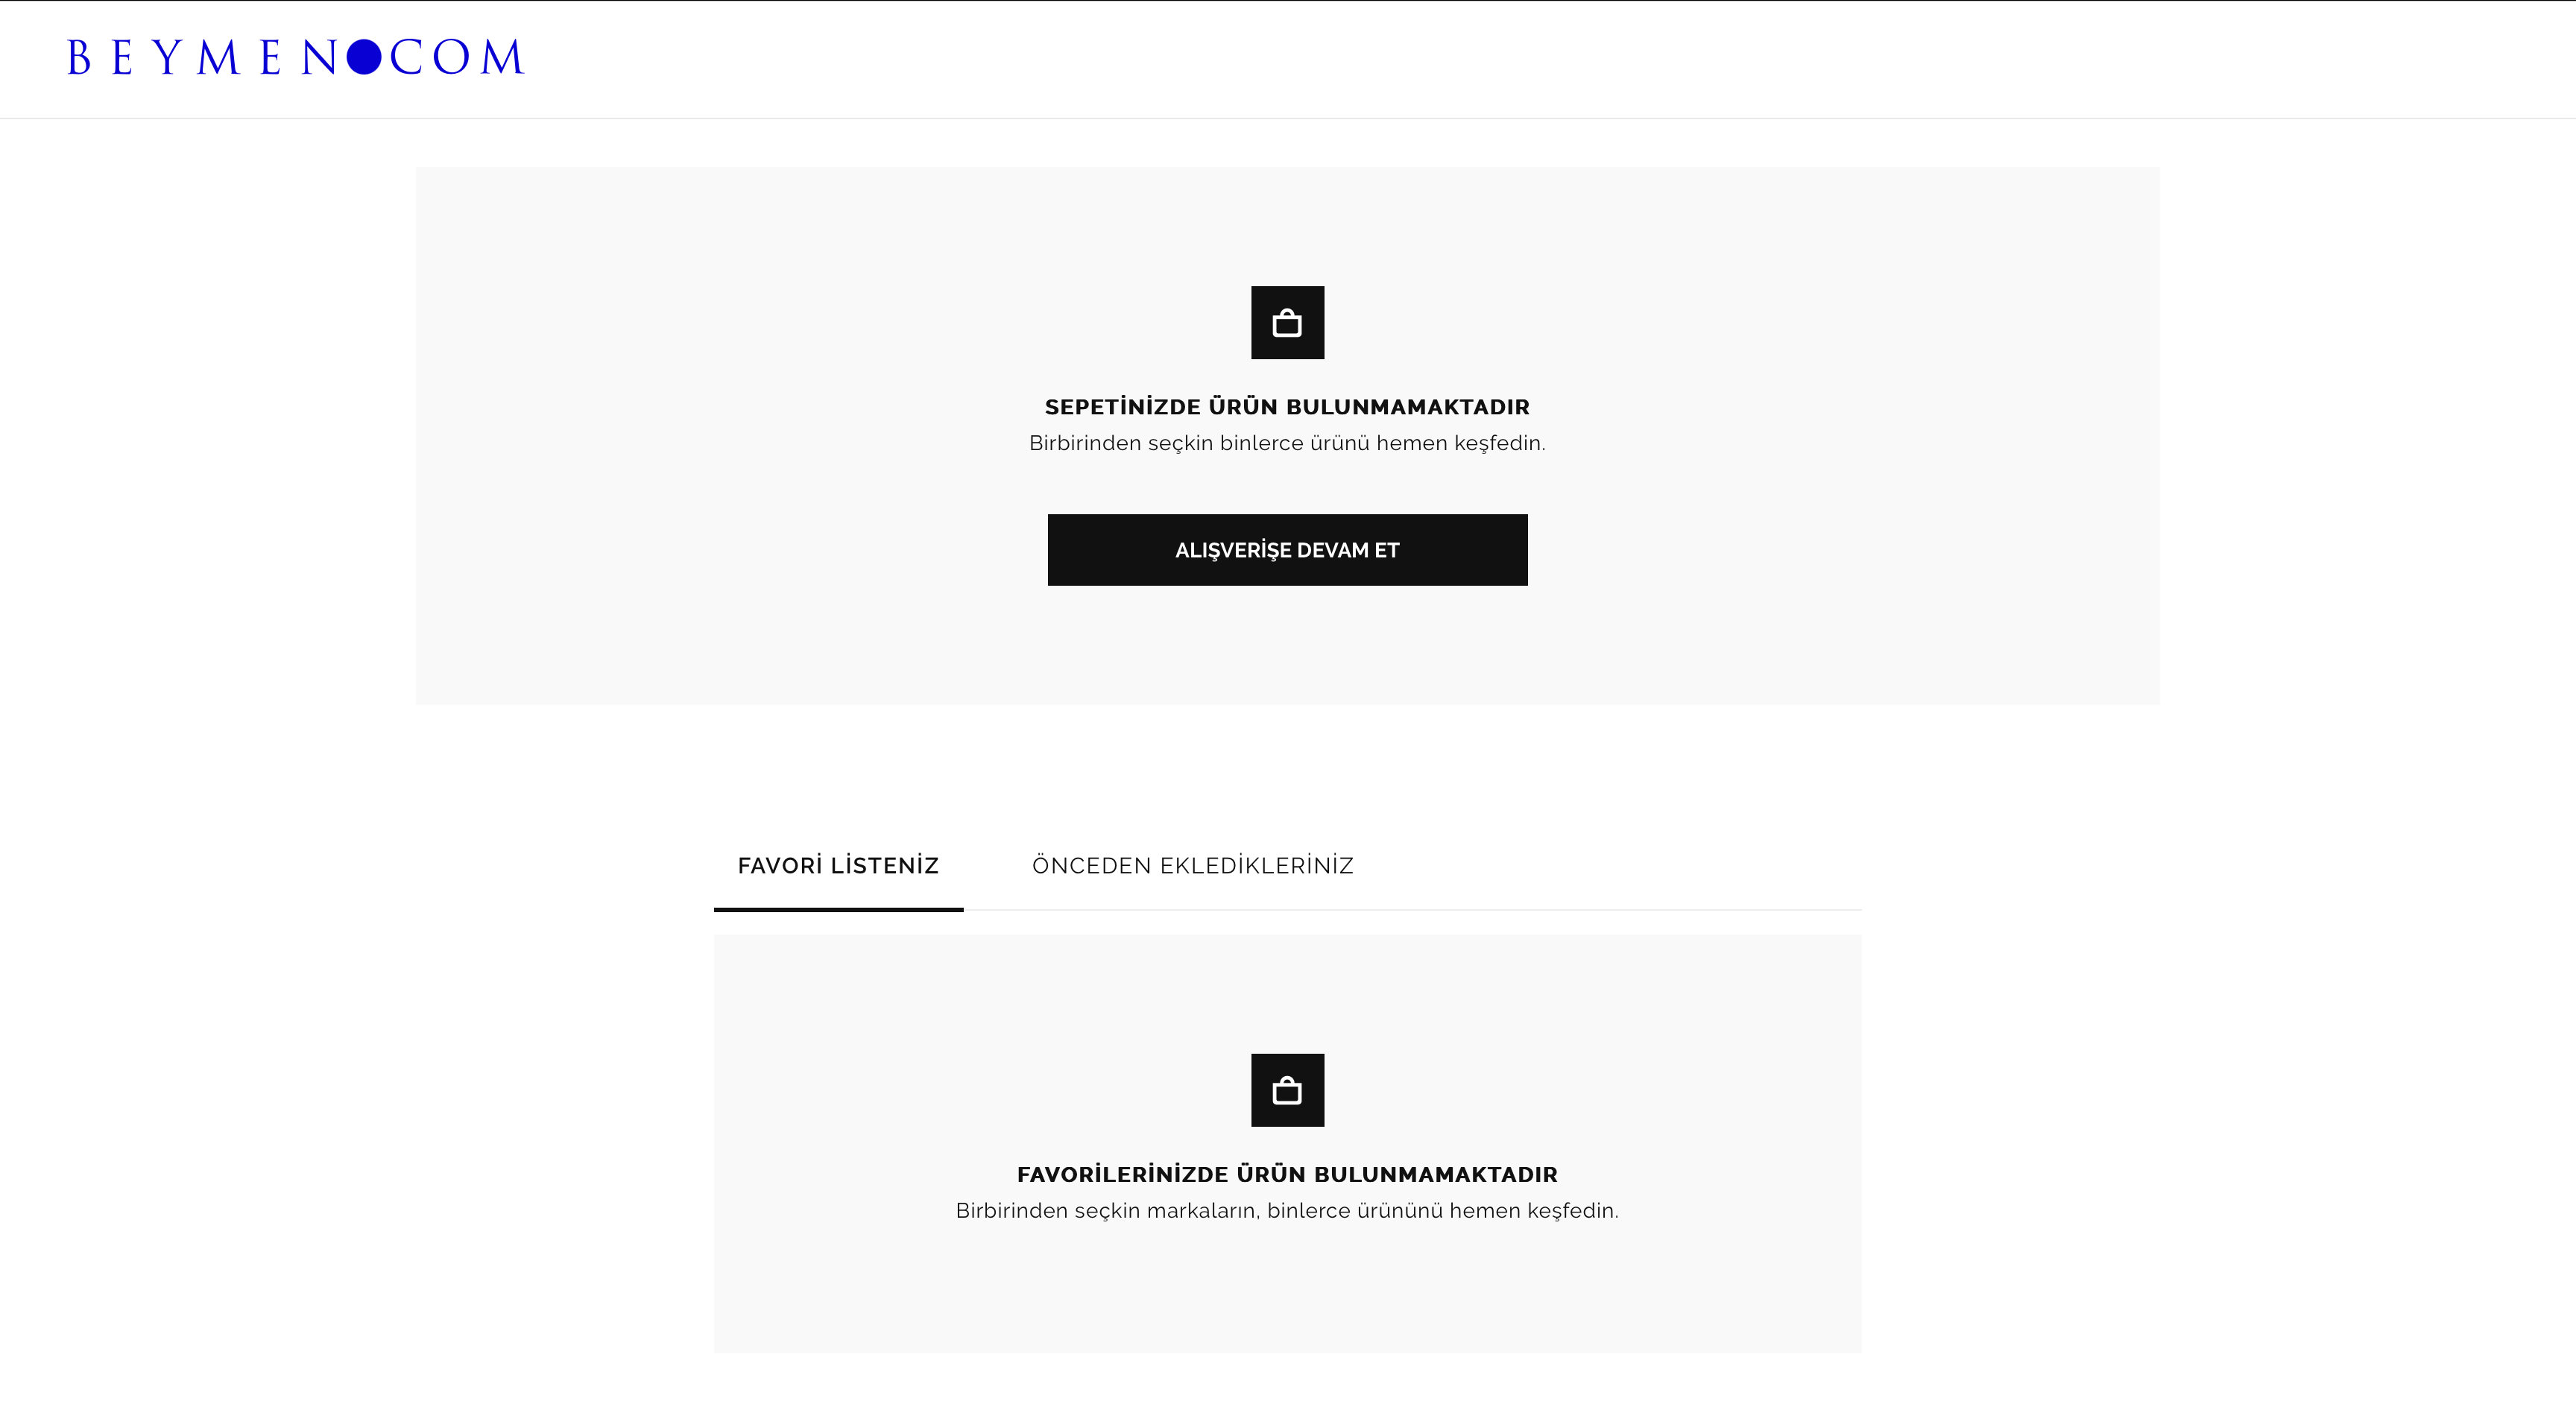 BEYMEN●COM
SEPETİNİZDE ÜRÜN BULUNMAMAKTADIR
Birbirinden seçkin binlerce ürünü hemen keşfedin.
ALIŞVERİŞE DEVAM ET
FAVORİ LİSTENİZ
ÖNCEDEN EKLEDİKLERİNİZ
FAVORİLERİNİZDE ÜRÜN BULUNMAMAKTADIR
Birbirinden seçkin markaların, binlerce ürününü hemen keşfedin.